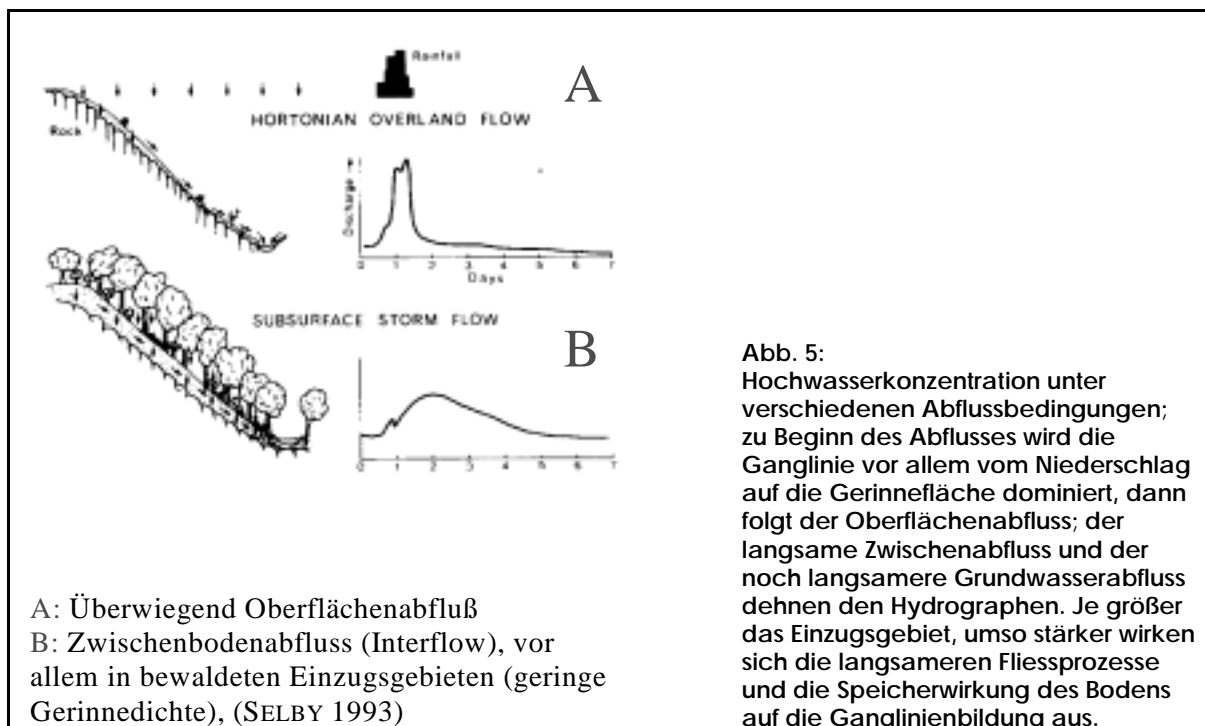 Rainfall
A
HORTONIAN OVERLAND FLOW
Rock
Discharge
0 1 2 3 4 5 6 7
Days
SUBSURFACE STORM FLOW
B
0 1 2 3 4 5 6 7
A: Überwiegend Oberflächenabfluß
B: Zwischenbodenabfluss (Interflow), vor
allem in bewaldeten Einzugsgebieten (geringe
Gerinnedichte), (SELBY 1993)
Abb. 5:
Hochwasserkonzentration unter
verschiedenen Abflussbedingungen;
zu Beginn des Abflusses wird die
Ganglinie vor allem vom Niederschlag
auf die Gerinnefläche dominiert, dann
folgt der Oberflächenabfluss; der
langsame Zwischenabfluss und der
noch langsamere Grundwasserabfluss
dehnen den Hydrographen. Je größer
das Einzugsgebiet, umso stärker wirken
sich die langsameren Fliessprozesse
und die Speicherwirkung des Bodens
auf die Ganglinienbildung aus.